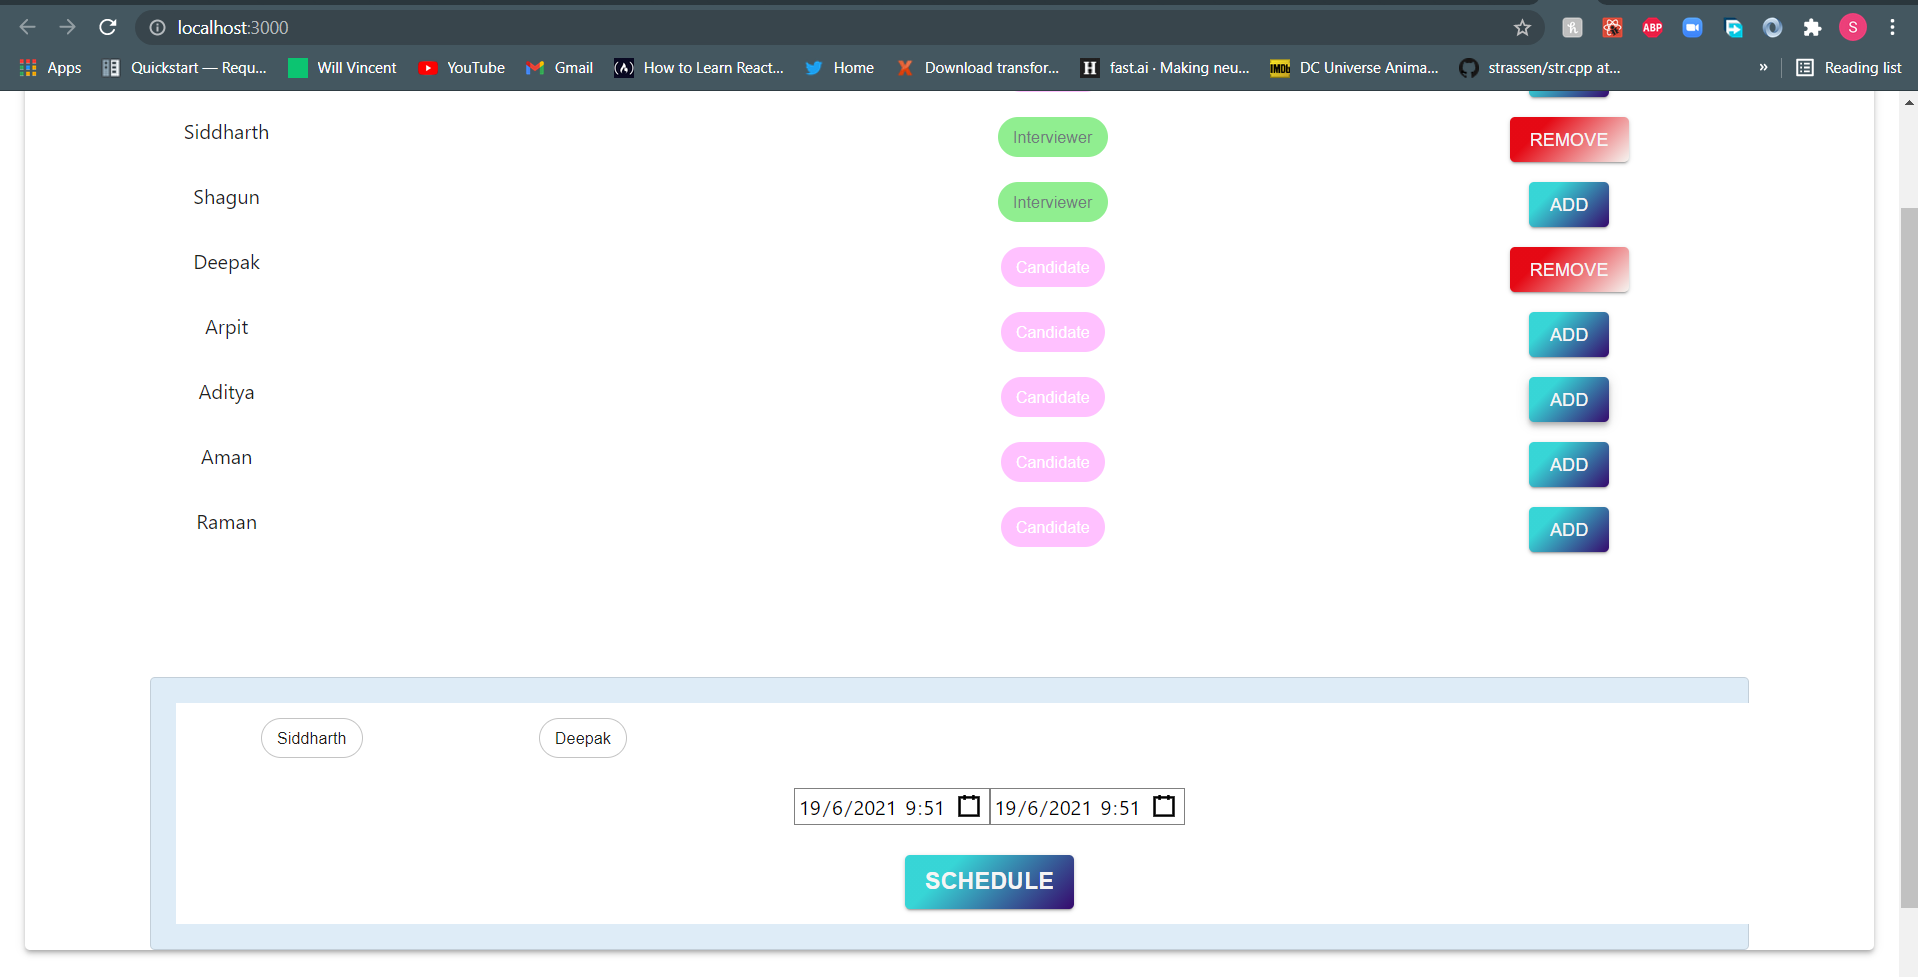 localhost:3000
ABP
S
Apps Quickstart — Requ... Will Vincent YouTube Gmail How to Learn React... Home Download transfor... H fast.ai · Making neu... IMDb DC Universe Anima... strassen/str.cpp at... » Reading list
Siddharth Interviewer REMOVE
Shagun Interviewer ADD
Deepak Candidate REMOVE
Arpit Candidate ADD
Aditya Candidate ADD
Aman Candidate ADD
Raman Candidate ADD
Siddharth Deepak
19/6/2021 9:51 19/6/2021 9:51
SCHEDULE